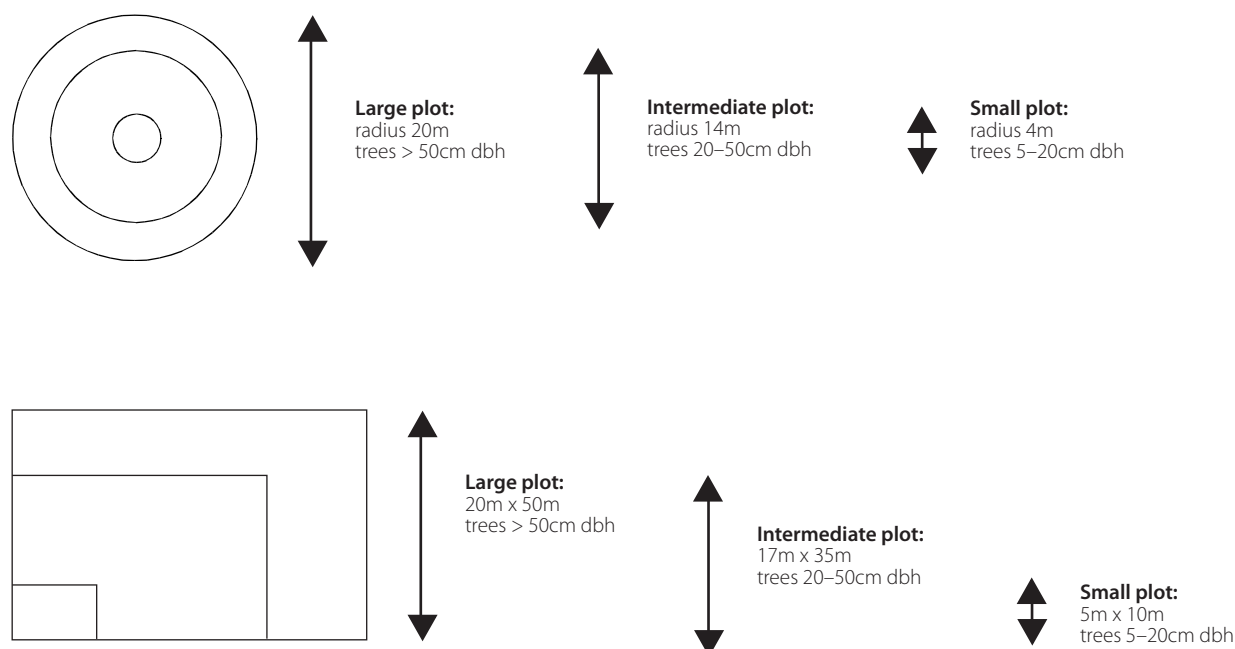 Large plot:
radius 20m
trees > 50cm dbh
Intermediate plot:
radius 14m
trees 20–50cm dbh
Small plot:
radius 4m
trees 5–20cm dbh
Large plot:
20m x 50m
trees > 50cm dbh
Intermediate plot:
17m x 35m
trees 20–50cm dbh
Small plot:
5m x 10m
trees 5–20cm dbh